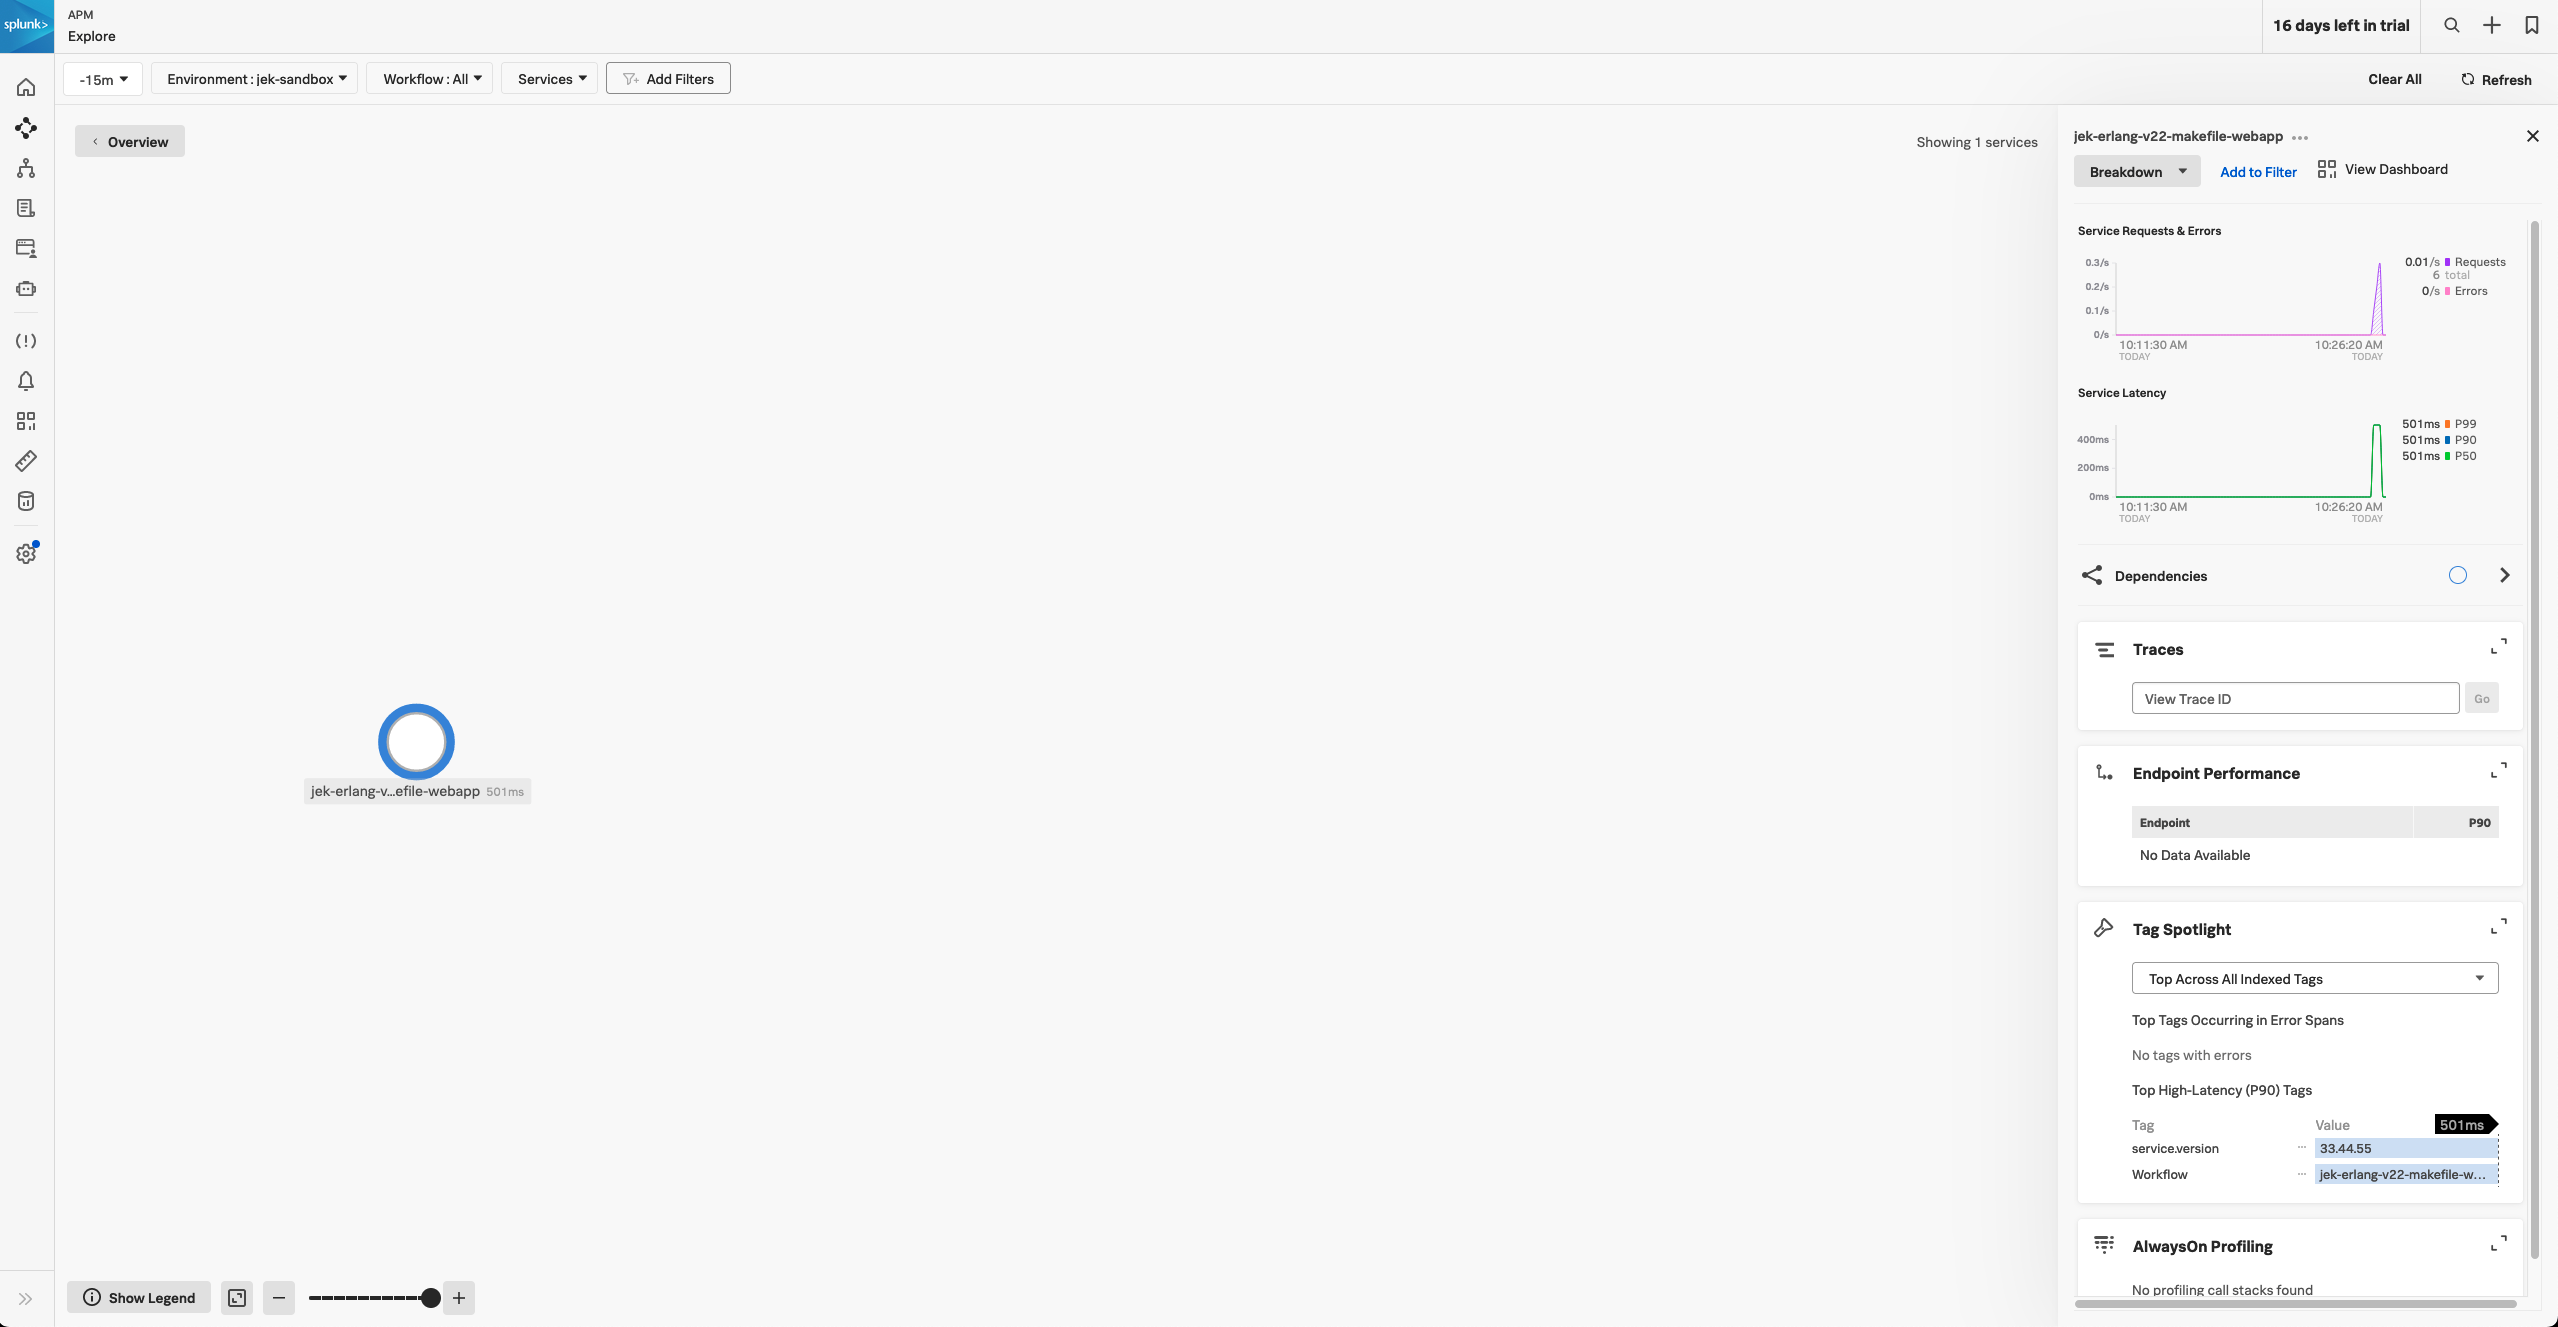 splunk>
APM
Explore
16 days left in trial
-15m
Environment : jek-sandbox
Workflow : All
Services
Add Filters
Clear All
Refresh
Overview
Showing 1 services
jek-erlang-v...efile-webapp 501ms
Show Legend
jek-erlang-v22-makefile-webapp
Breakdown
Add to Filter
View Dashboard
Service Requests & Errors
0.3/s
0.2/s
0.1/s
0/s
10:11:30 AM
TODAY
10:26:20 AM
TODAY
0.01/s Requests
6 total
0/s Errors
Service Latency
400ms
200ms
0ms
10:11:30 AM
TODAY
10:26:20 AM
TODAY
501ms P99
501ms P90
501ms P50
Dependencies
Traces
View Trace ID
Go
Endpoint Performance
Endpoint P90
No Data Available
Tag Spotlight
Top Across All Indexed Tags
Top Tags Occurring in Error Spans
No tags with errors
Top High-Latency (P90) Tags
Tag Value 501ms
service.version 33.44.55
Workflow jek-erlang-v22-makefile-w...
AlwaysOn Profiling
No profiling call stacks found